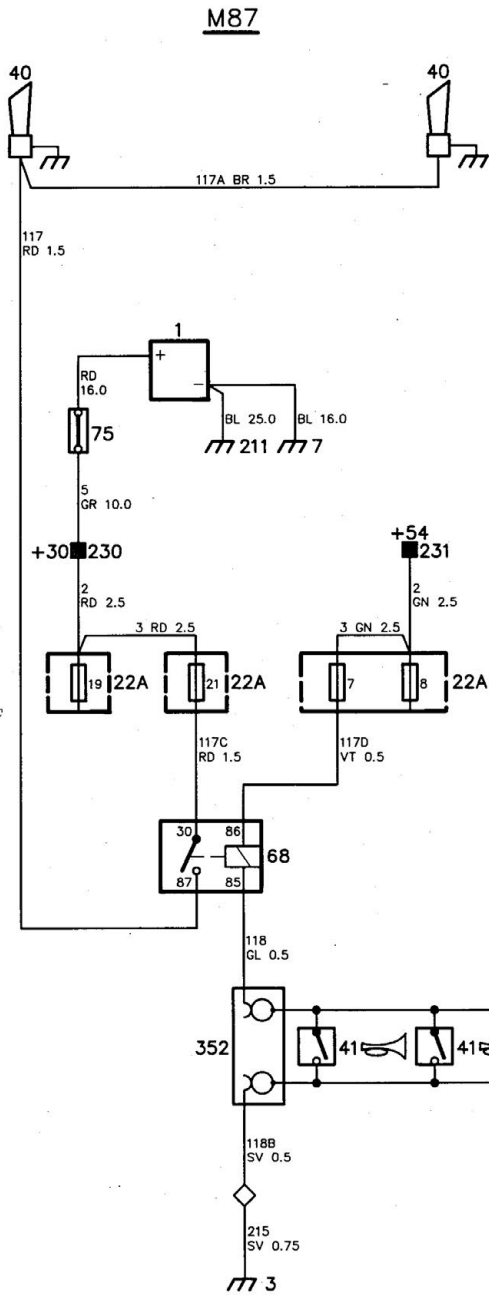 M87
40
40
117A BR 1.5
117
RD 1.5
1
+
−
RD
16.0
BL 25.0
BL 16.0
75
211
7
5
GR 10.0
+30
230
+54
231
2
RD 2.5
2
GN 2.5
3 RD 2.5
3 GN 2.5
19
22A
21
22A
7
8
22A
117C
RD 1.5
117D
VT 0.5
30
86
68
87
85
118
GL 0.5
352
41
41
118B
SV 0.5
215
SV 0.75
3